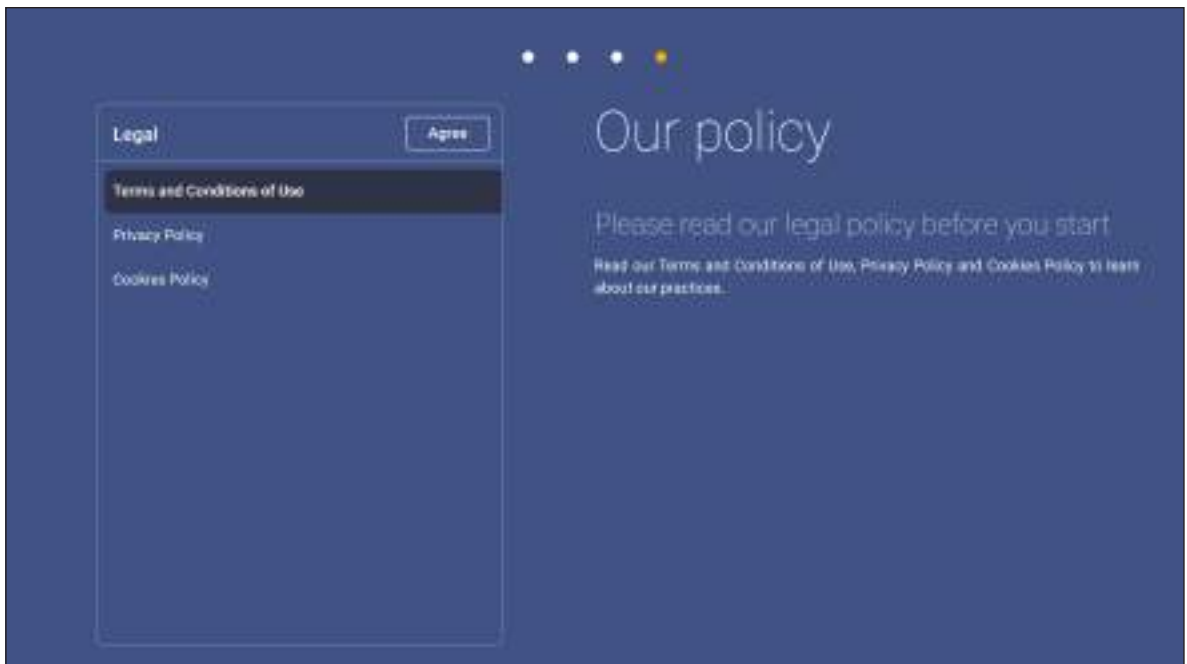 Legal
Agree
Terms and Conditions of Use
Privacy Policy
Cookies Policy
Our policy
Please read our legal policy before you start
Read our Terms and Conditions of Use, Privacy Policy and Cookies Policy to learn
about our practices.